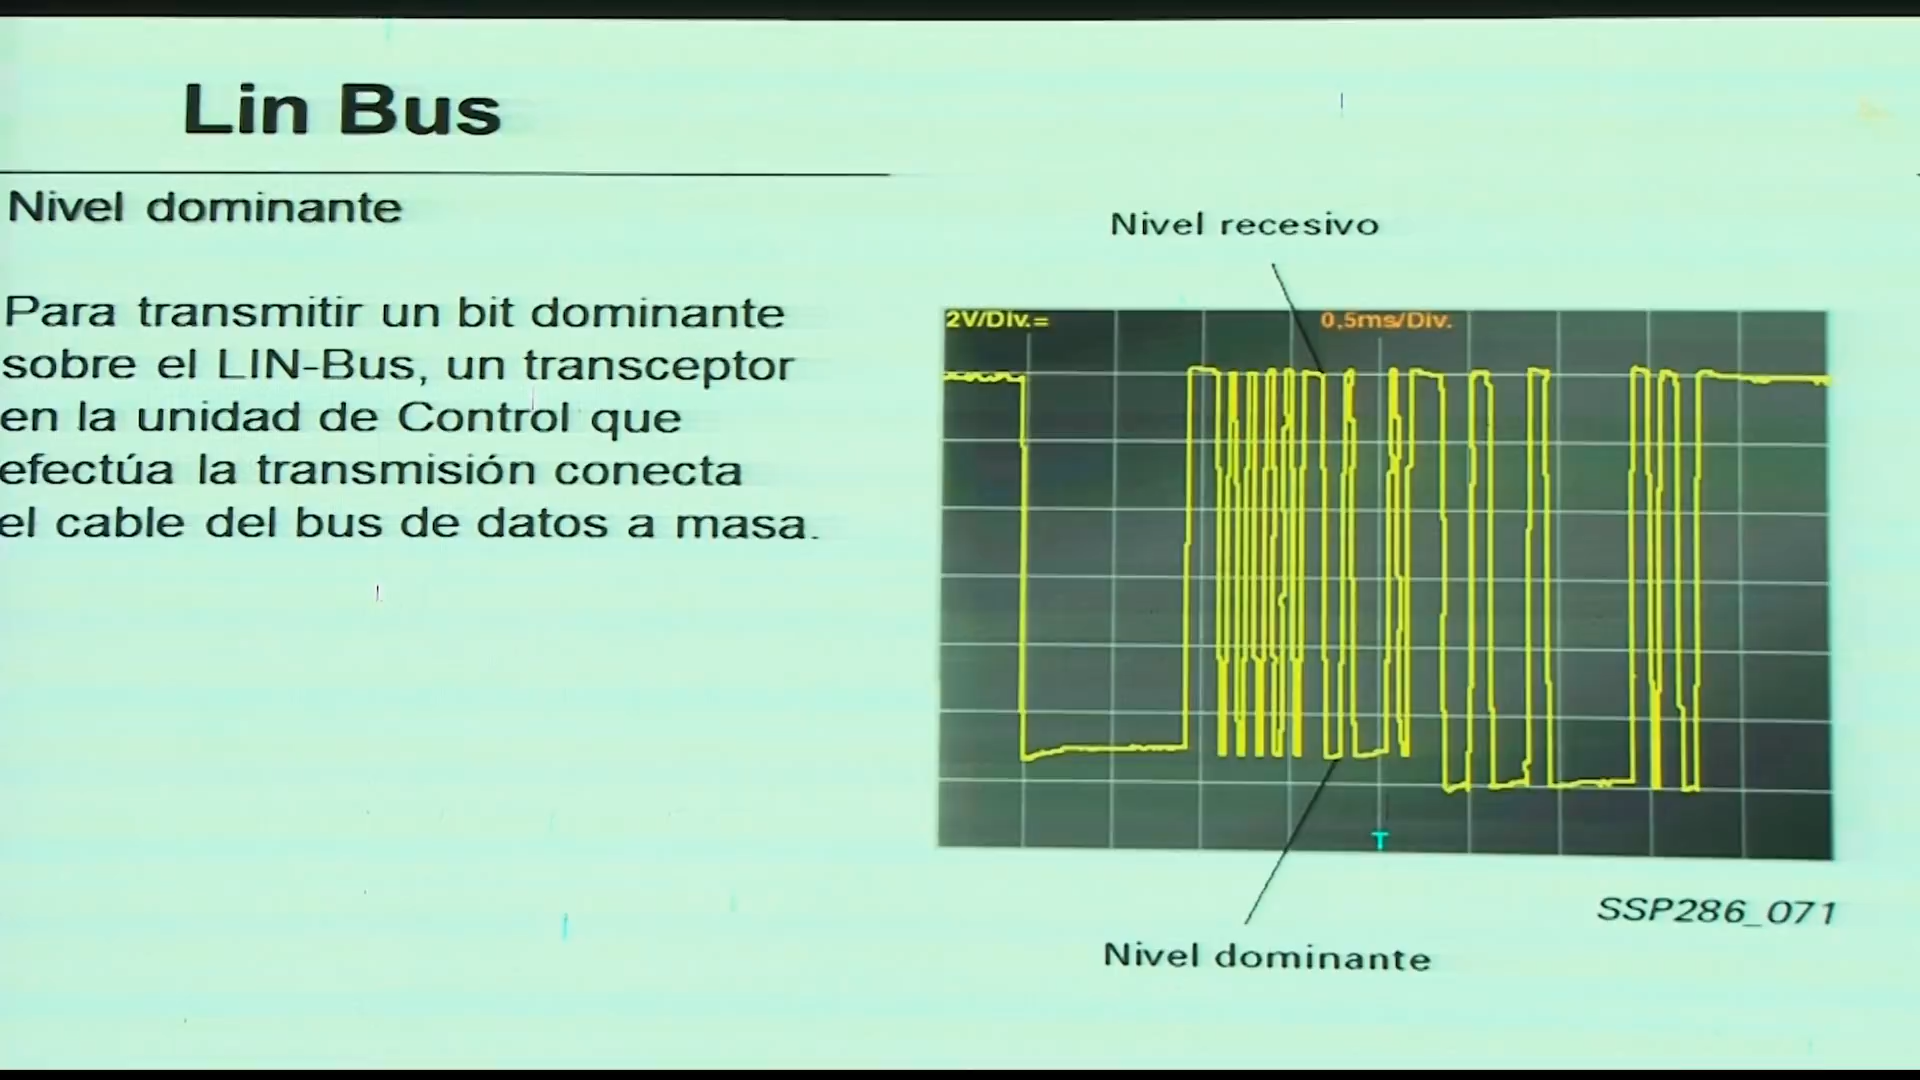 Lin Bus
Nivel dominante
Para transmitir un bit dominante
sobre el LIN-Bus, un transceptor
en la unidad de Control que
efectúa la transmisión conecta
el cable del bus de datos a masa.
Nivel recesivo
2V/Div.=
0,5ms/Div.
T
SSP286_071
Nivel dominante